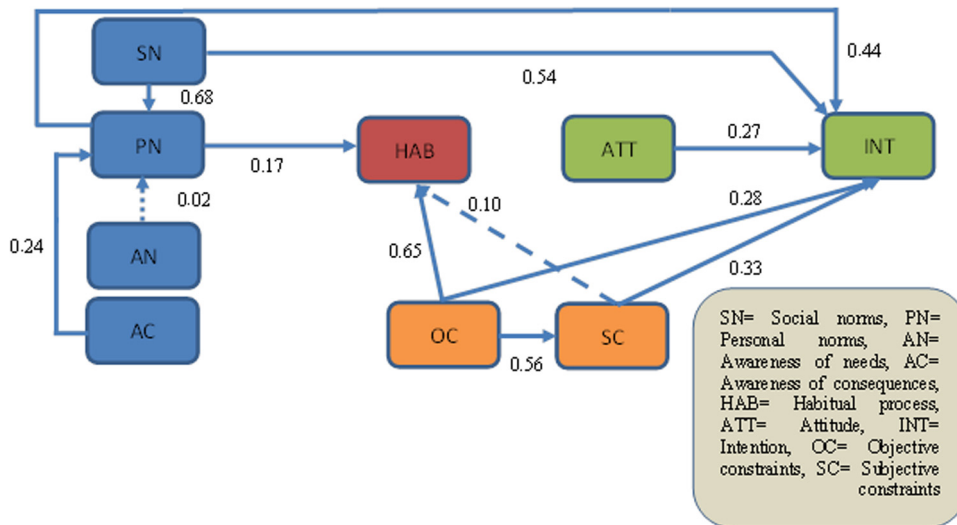 SN
0.44
0.54
0.68
PN
HAB
ATT
0.27
INT
0.17
0.02
0.10
0.28
0.24
AN
0.65
0.33
AC
OC
SC
0.56
SN= Social norms, PN=
Personal norms, AN=
Awareness of needs, AC=
Awareness of consequences,
HAB= Habitual process,
ATT= Attitude, INT=
Intention, OC= Objective
constraints, SC= Subjective
constraints